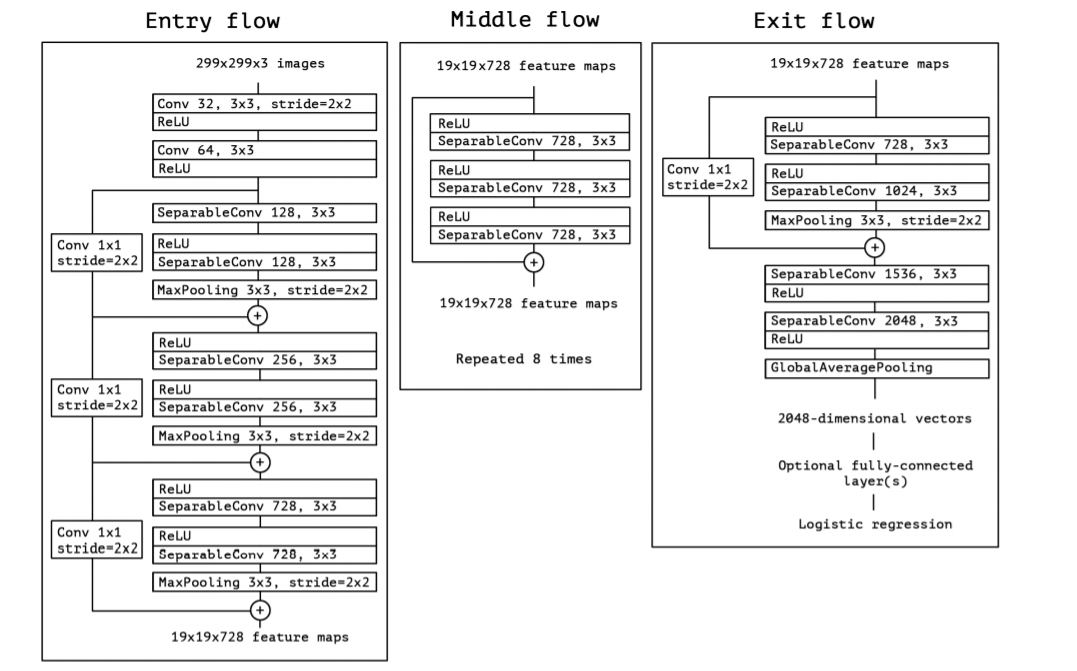 Entry flow
299x299x3 images
Conv 32, 3x3, stride=2x2
ReLU
Conv 64, 3x3
ReLU
SeparableConv 128, 3x3
Conv 1x1
stride=2x2
ReLU
SeparableConv 128, 3x3
MaxPooling 3x3, stride=2x2
+
ReLU
SeparableConv 256, 3x3
Conv 1x1
stride=2x2
ReLU
SeparableConv 256, 3x3
MaxPooling 3x3, stride=2x2
+
ReLU
SeparableConv 728, 3x3
Conv 1x1
stride=2x2
ReLU
SeparableConv 728, 3x3
MaxPooling 3x3, stride=2x2
+
19x19x728 feature maps
Middle flow
19x19x728 feature maps
ReLU
SeparableConv 728, 3x3
ReLU
SeparableConv 728, 3x3
ReLU
SeparableConv 728, 3x3
+
19x19x728 feature maps
Repeated 8 times
Exit flow
19x19x728 feature maps
ReLU
SeparableConv 728, 3x3
Conv 1x1
stride=2x2
ReLU
SeparableConv 1024, 3x3
MaxPooling 3x3, stride=2x2
+
SeparableConv 1536, 3x3
ReLU
SeparableConv 2048, 3x3
ReLU
GlobalAveragePooling
2048-dimensional vectors
Optional fully-connected
layer(s)
Logistic regression